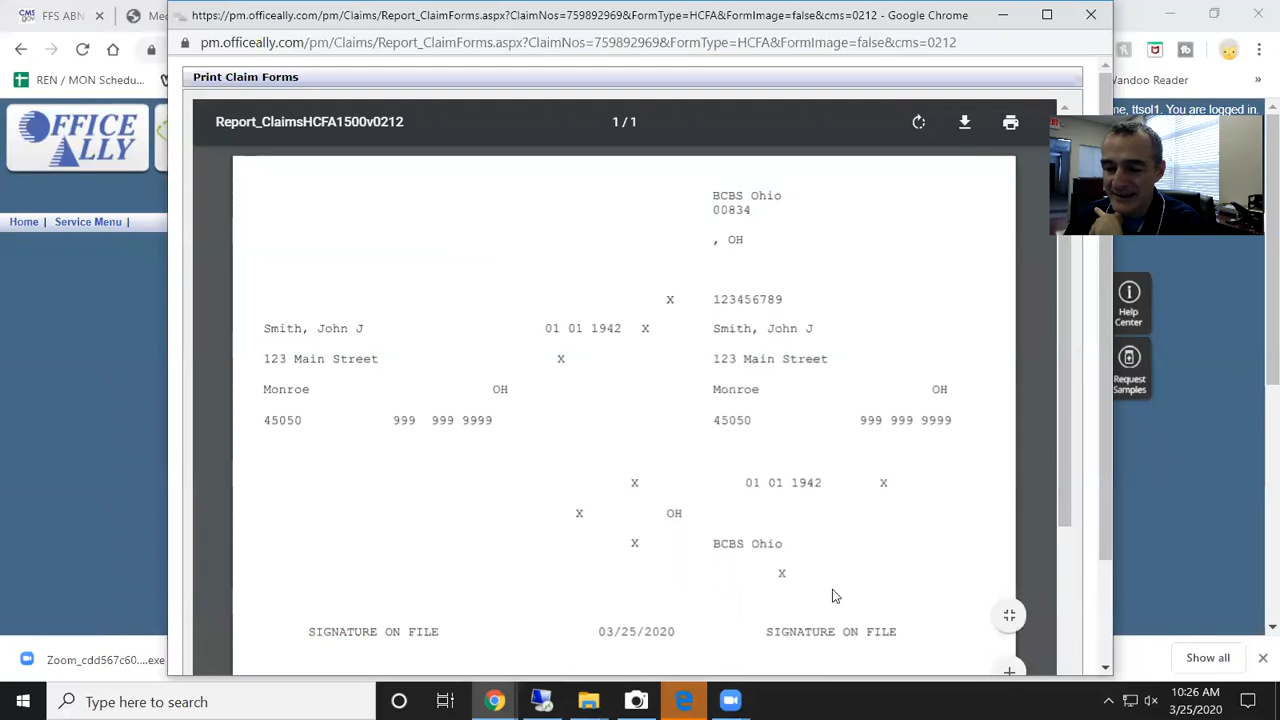 https://pm.officeally.com/pm/Claims/Report_ClaimForms.aspx?ClaimNos=759892969&FormType=HCFA&FormImage=false&cms=0212 - Google Chrome
pm.officeally.com/pm/Claims/Report_ClaimForms.aspx?ClaimNos=759892969&FormType=HCFA&FormImage=false&cms=0212
FFS ABN
Me
REN / MON Schedu...
Wandoo Reader
»
Print Claim Forms
me, ttsol1. You are logged in.
OFFICE
ALLY
Report_ClaimsHCFA1500v0212
1 / 1
Home | Service Menu |
BCBS Ohio
00834
, OH
X 123456789
Smith, John J 01 01 1942 X Smith, John J
123 Main Street X 123 Main Street
Monroe OH Monroe OH
45050 999 999 9999 45050 999 999 9999
X 01 01 1942 X
X OH
X BCBS Ohio
X
SIGNATURE ON FILE 03/25/2020 SIGNATURE ON FILE
Help
Center
Request
Samples
Zoom_cdd567c60....exe
Show all
Type here to search
10:26 AM
3/25/2020